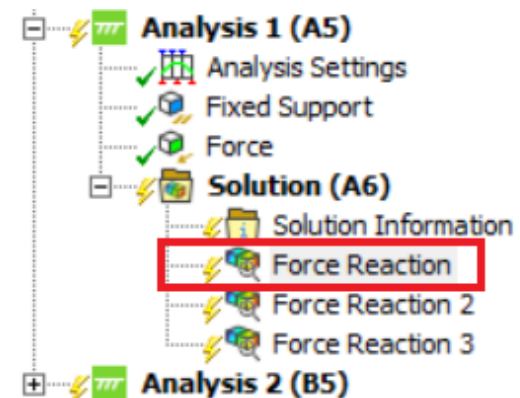 Analysis 1 (A5)
Analysis Settings
Fixed Support
Force
Solution (A6)
Solution Information
Force Reaction
Force Reaction 2
Force Reaction 3
Analysis 2 (B5)